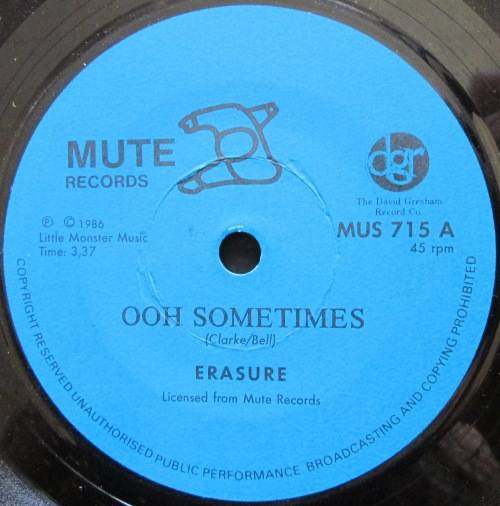 MUTE
RECORDS
dgr
The David Gresham
Record Co.
℗ © 1986
Little Monster Music
Time: 3,37
MUS 715 A
45 rpm
OOH SOMETIMES
(Clarke/Bell)
ERASURE
Licensed from Mute Records
COPYRIGHT RESERVED UNAUTHORISED PUBLIC PERFORMANCE BROADCASTING AND COPYING PROHIBITED